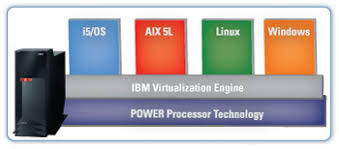 i5/OS
AIX 5L
Linux
Windows
IBM Virtualization Engine
POWER Processor Technology